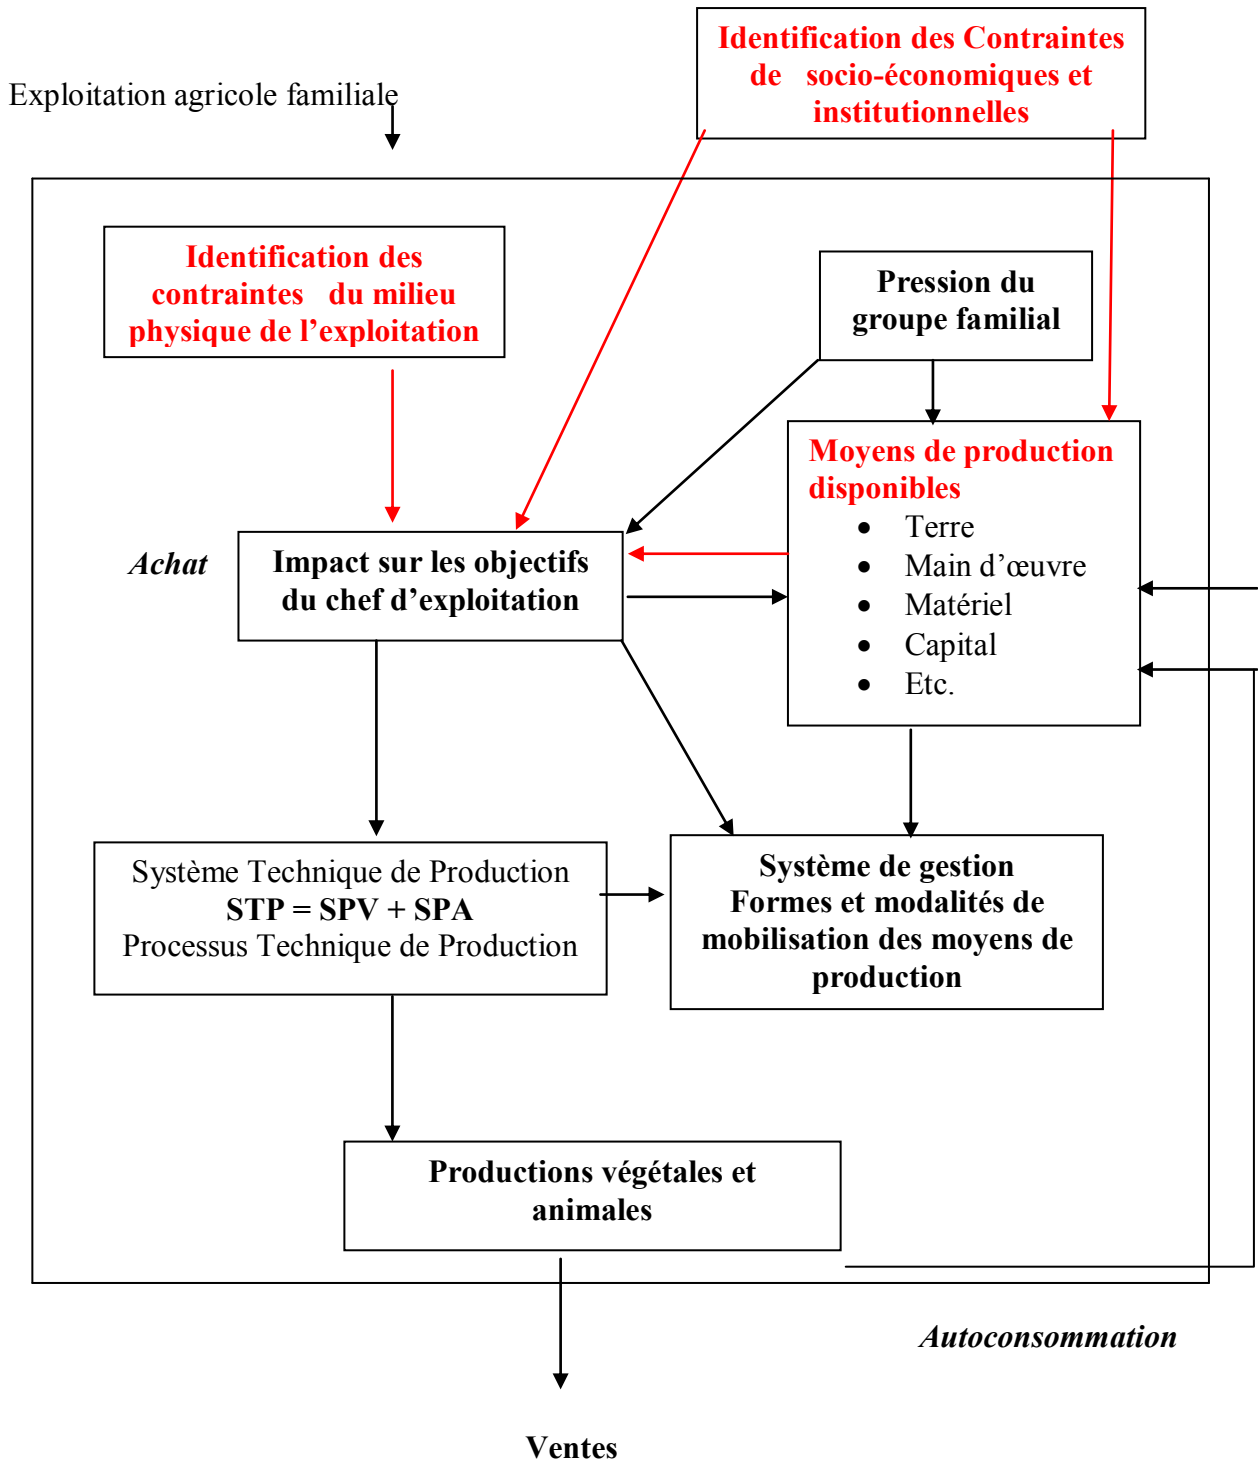 Identification des Contraintes
de socio-économiques et
institutionnelles
Exploitation agricole familiale
Identification des
contraintes du milieu
physique de l’exploitation
Pression du
groupe familial
Moyens de production
disponibles
• Terre
• Main d’œuvre
• Matériel
• Capital
• Etc.
Achat
Impact sur les objectifs
du chef d’exploitation
Système Technique de Production
STP = SPV + SPA
Processus Technique de Production
Système de gestion
Formes et modalités de
mobilisation des moyens de
production
Productions végétales et
animales
Autoconsommation
Ventes